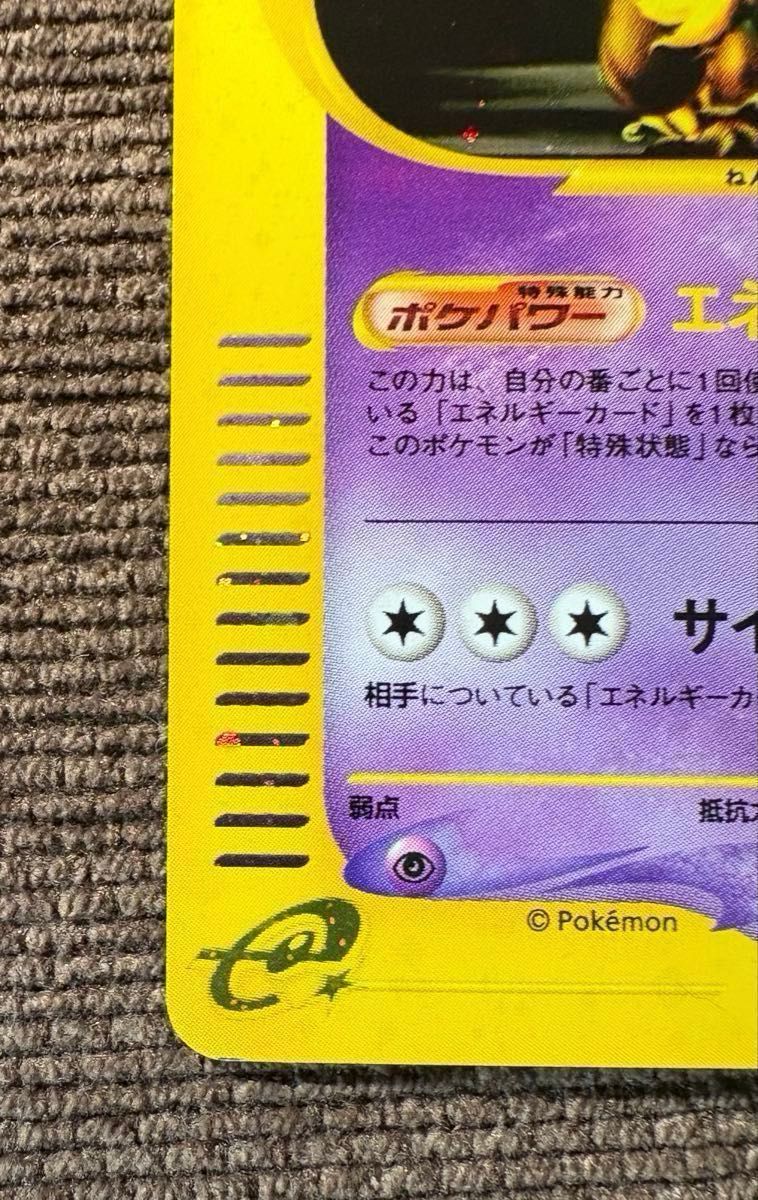 特殊能力
ポケパワー エネ
この力は、自分の番ごとに1回使
いる「エネルギーカード」を1枚
このポケモンが「特殊状態」なら
サイ
相手についている「エネルギーカ
弱点 抵抗力
© Pokémon